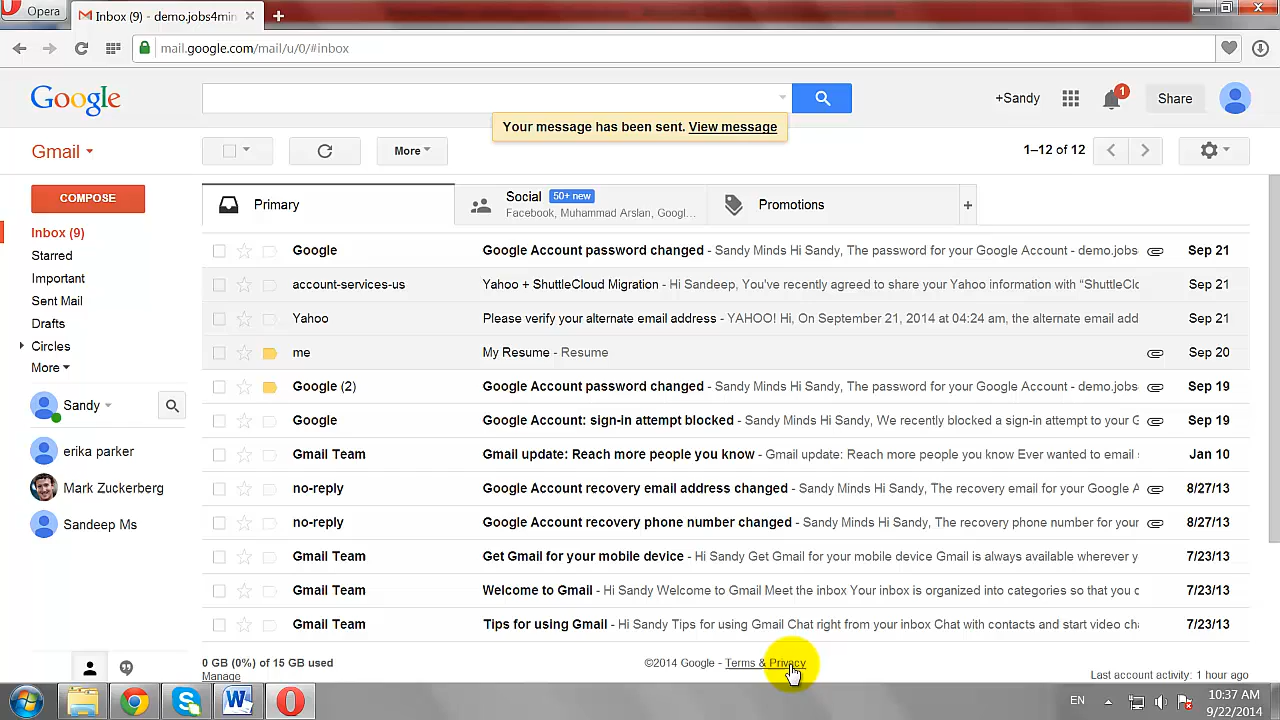 Opera
Inbox (9) - demo.jobs4min
mail.google.com/mail/u/0/#inbox
Google
+Sandy
1
Share
Your message has been sent. View message
Gmail
More
1–12 of 12
COMPOSE
Primary
Social
50+ new
Facebook, Muhammad Arslan, Googl...
Promotions
+
Inbox (9)
Starred
Important
Sent Mail
Drafts
Circles
More
Sandy
erika parker
Mark Zuckerberg
Sandeep Ms
Google Google Account password changed - Sandy Minds Hi Sandy, The password for your Google Account - demo.jobs Sep 21
account-services-us Yahoo + ShuttleCloud Migration - Hi Sandeep, You've recently agreed to share your Yahoo information with "ShuttleClo Sep 21
Yahoo Please verify your alternate email address - YAHOO! Hi, On September 21, 2014 at 04:24 am, the alternate email add Sep 21
me My Resume - Resume Sep 20
Google (2) Google Account password changed - Sandy Minds Hi Sandy, The password for your Google Account - demo.jobs Sep 19
Google Google Account: sign-in attempt blocked - Sandy Minds Hi Sandy, We recently blocked a sign-in attempt to your G Sep 19
Gmail Team Gmail update: Reach more people you know - Gmail update: Reach more people you know Ever wanted to email Jan 10
no-reply Google Account recovery email address changed - Sandy Minds Hi Sandy, The recovery email for your Google A 8/27/13
no-reply Google Account recovery phone number changed - Sandy Minds Hi Sandy, The recovery phone number for your 8/27/13
Gmail Team Get Gmail for your mobile device - Hi Sandy Get Gmail for your mobile device Gmail is always available wherever y 7/23/13
Gmail Team Welcome to Gmail - Hi Sandy Welcome to Gmail Meet the inbox Your inbox is organized into categories so that you c 7/23/13
Gmail Team Tips for using Gmail - Hi Sandy Tips for using Gmail Chat right from your inbox Chat with contacts and start video ch 7/23/13
0 GB (0%) of 15 GB used
Manage
©2014 Google - Terms & Privacy
Last account activity: 1 hour ago
EN
10:37 AM
9/22/2014